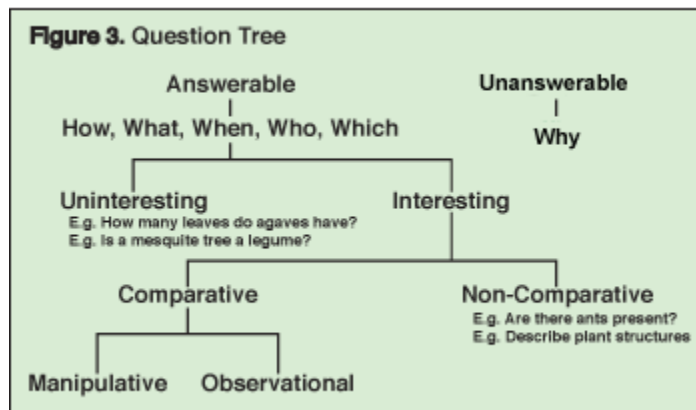 Figure 3. Question Tree
Answerable
Unanswerable
How, What, When, Who, Which
Why
Uninteresting
E.g. How many leaves do agaves have?
E.g. Is a mesquite tree a legume?
Interesting
Comparative
Non-Comparative
E.g. Are there ants present?
E.g. Describe plant structures
Manipulative
Observational